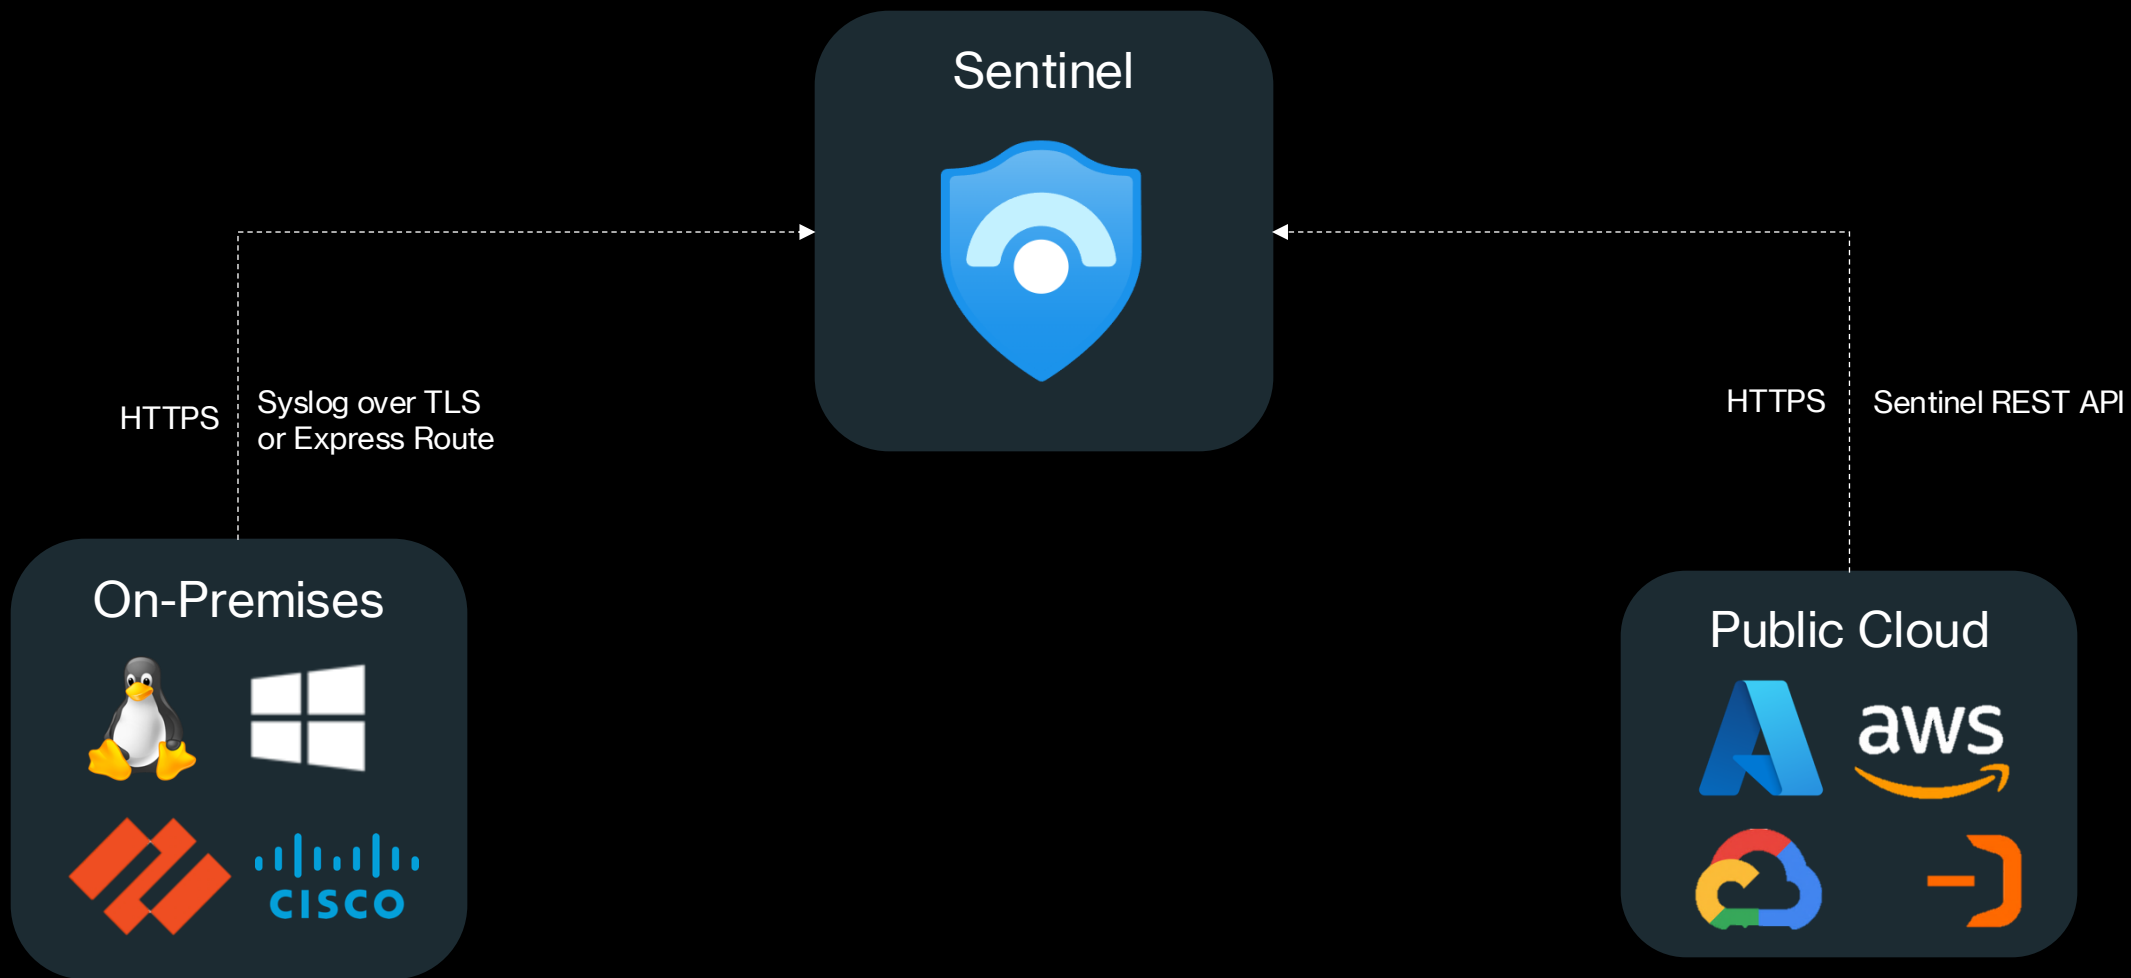 Sentinel
HTTPS
Syslog over TLS
or Express Route
HTTPS
Sentinel REST API
On-Premises
CISCO
Public Cloud
aws